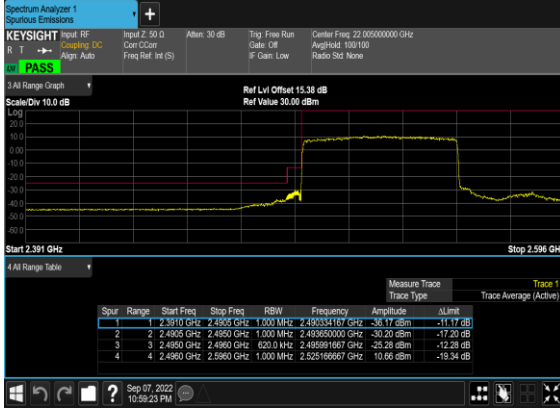 Spectrum Analyzer 1
Spurious Emissions
KEYSIGHT Input: RF Input Z: 50 Ω Atten: 30 dB Trig: Free Run Center Freq: 22.005000000 GHz
R T Coupling: DC Corr CCorr Gate: Off Avg|Hold: 100/100
Align: Auto Freq Ref: Int (S) IF Gain: Low Radio Std: None
PASS
3.All Range Graph Ref Lvl Offset 15.38 dB
Scale/Div 10.0 dB Ref Value 30.00 dBm
Log
20.0
10.0
0.00
-10.0
-20.0
-30.0
-40.0
-50.0
-60.0
Start 2.391 GHz Stop 2.596 GH
4.All Range Table
Measure Trace Trace 1
Trace Type Trace Average (Active)
Spur Range Start Freq Stop Freq RBW Frequency Amplitude ΔLimit
1 1 2.3910 GHz 2.4905 GHz 1.000 MHz 2.490334167 GHz -36.17 dBm -11.17 dB
2 2 2.4905 GHz 2.4950 GHz 1.000 MHz 2.493650000 GHz -30.20 dBm -17.20 dB
3 3 2.4950 GHz 2.4960 GHz 620.0 kHz 2.495991667 GHz -25.28 dBm -12.28 dB
4 4 2.4960 GHz 2.5960 GHz 1.000 MHz 2.525166667 GHz 10.66 dBm -19.34 dB
Sep 07, 2022
10:59:23 PM